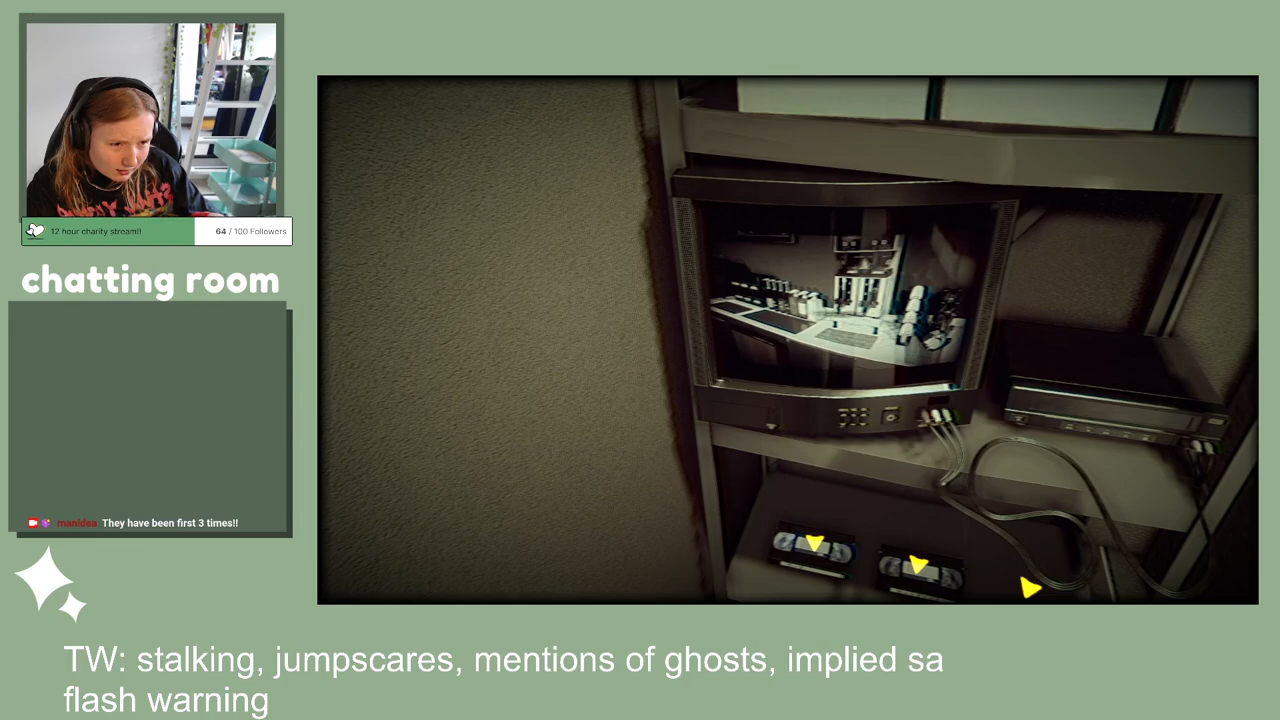 12 hour charity stream!!
64 / 100 Followers
chatting room
manidea They have been first 3 times!!
TW: stalking, jumpscares, mentions of ghosts, implied sa
flash warning